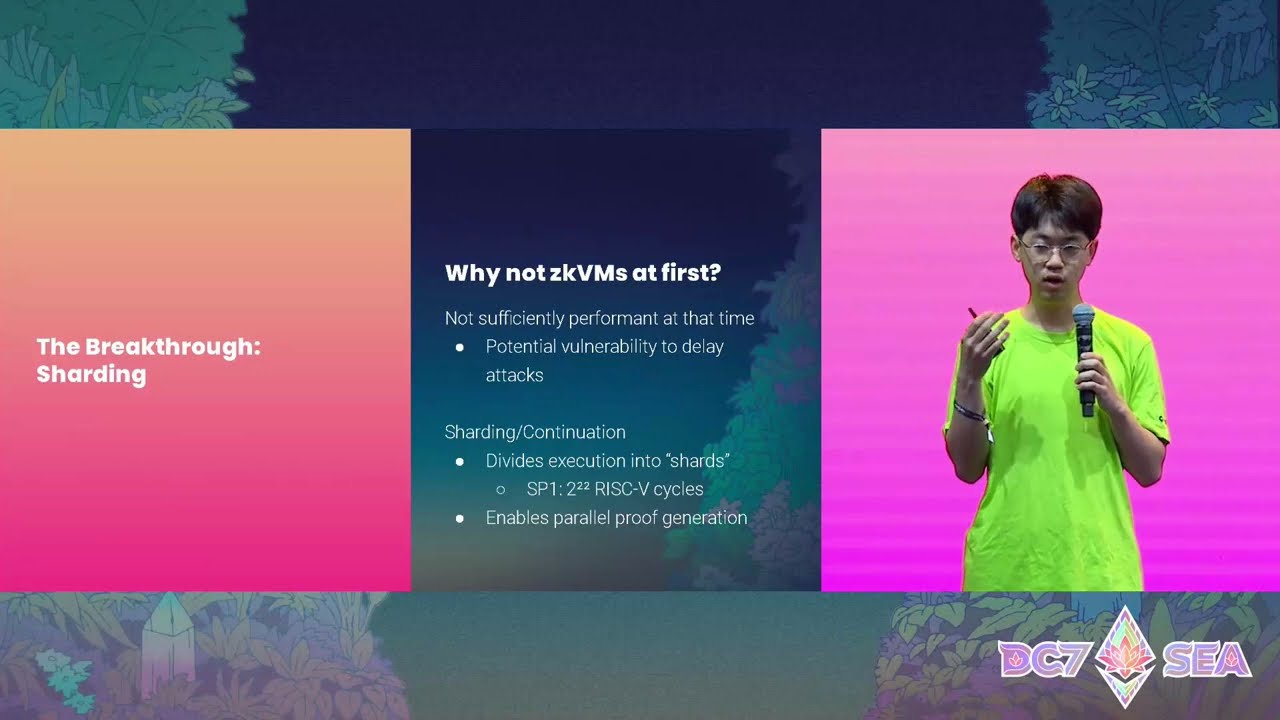 The Breakthrough:
Sharding
Why not zkVMs at first?
Not sufficiently performant at that time
● Potential vulnerability to delay
attacks
Sharding/Continuation
● Divides execution into “shards”
○ SP1: 2²² RISC-V cycles
● Enables parallel proof generation
DC7 SEA